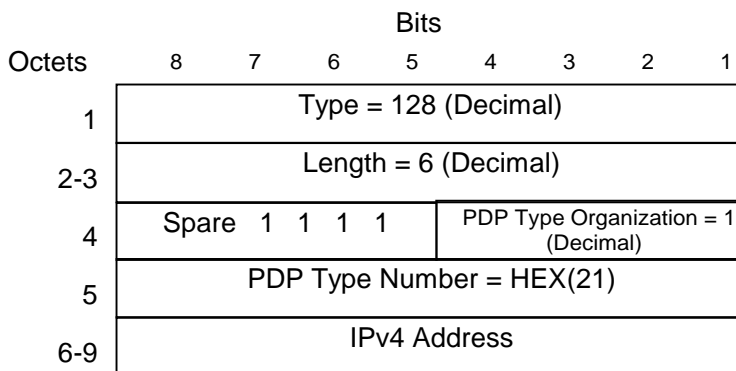 Bits
Octets 8 7 6 5 4 3 2 1
1 Type = 128 (Decimal)
2-3 Length = 6 (Decimal)
4 Spare 1 1 1 1 PDP Type Organization = 1
(Decimal)
5 PDP Type Number = HEX(21)
6-9 IPv4 Address